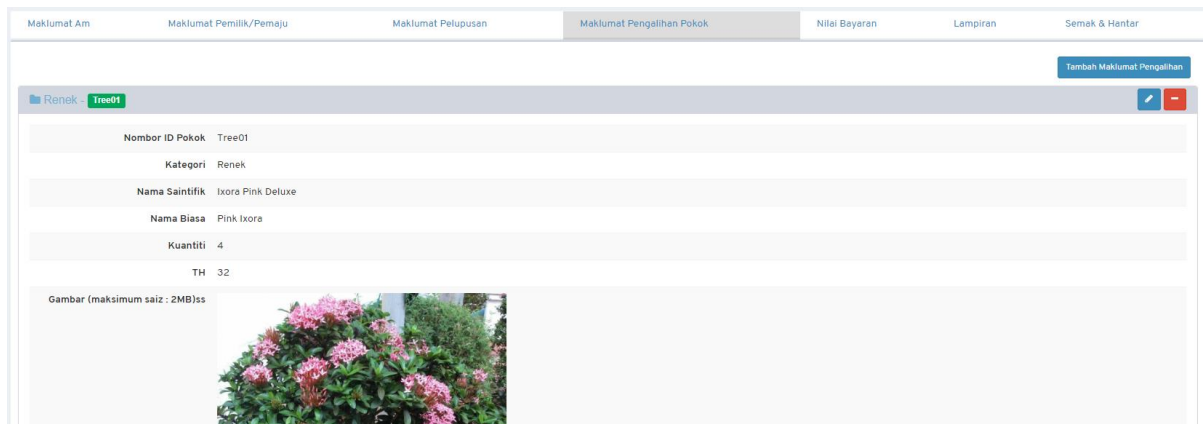 Maklumat Am Maklumat Pemilik/Pemaju Maklumat Pelupusan Maklumat Pengalihan Pokok Nilai Bayaran Lampiran Semak & Hantar
Tambah Maklumat Pengalihan
Renek - Tree01
Nombor ID Pokok Tree01
Kategori Renek
Nama Saintifik Ixora Pink Deluxe
Nama Biasa Pink Ixora
Kuantiti 4
TH 32
Gambar (maksimum saiz : 2MB)ss